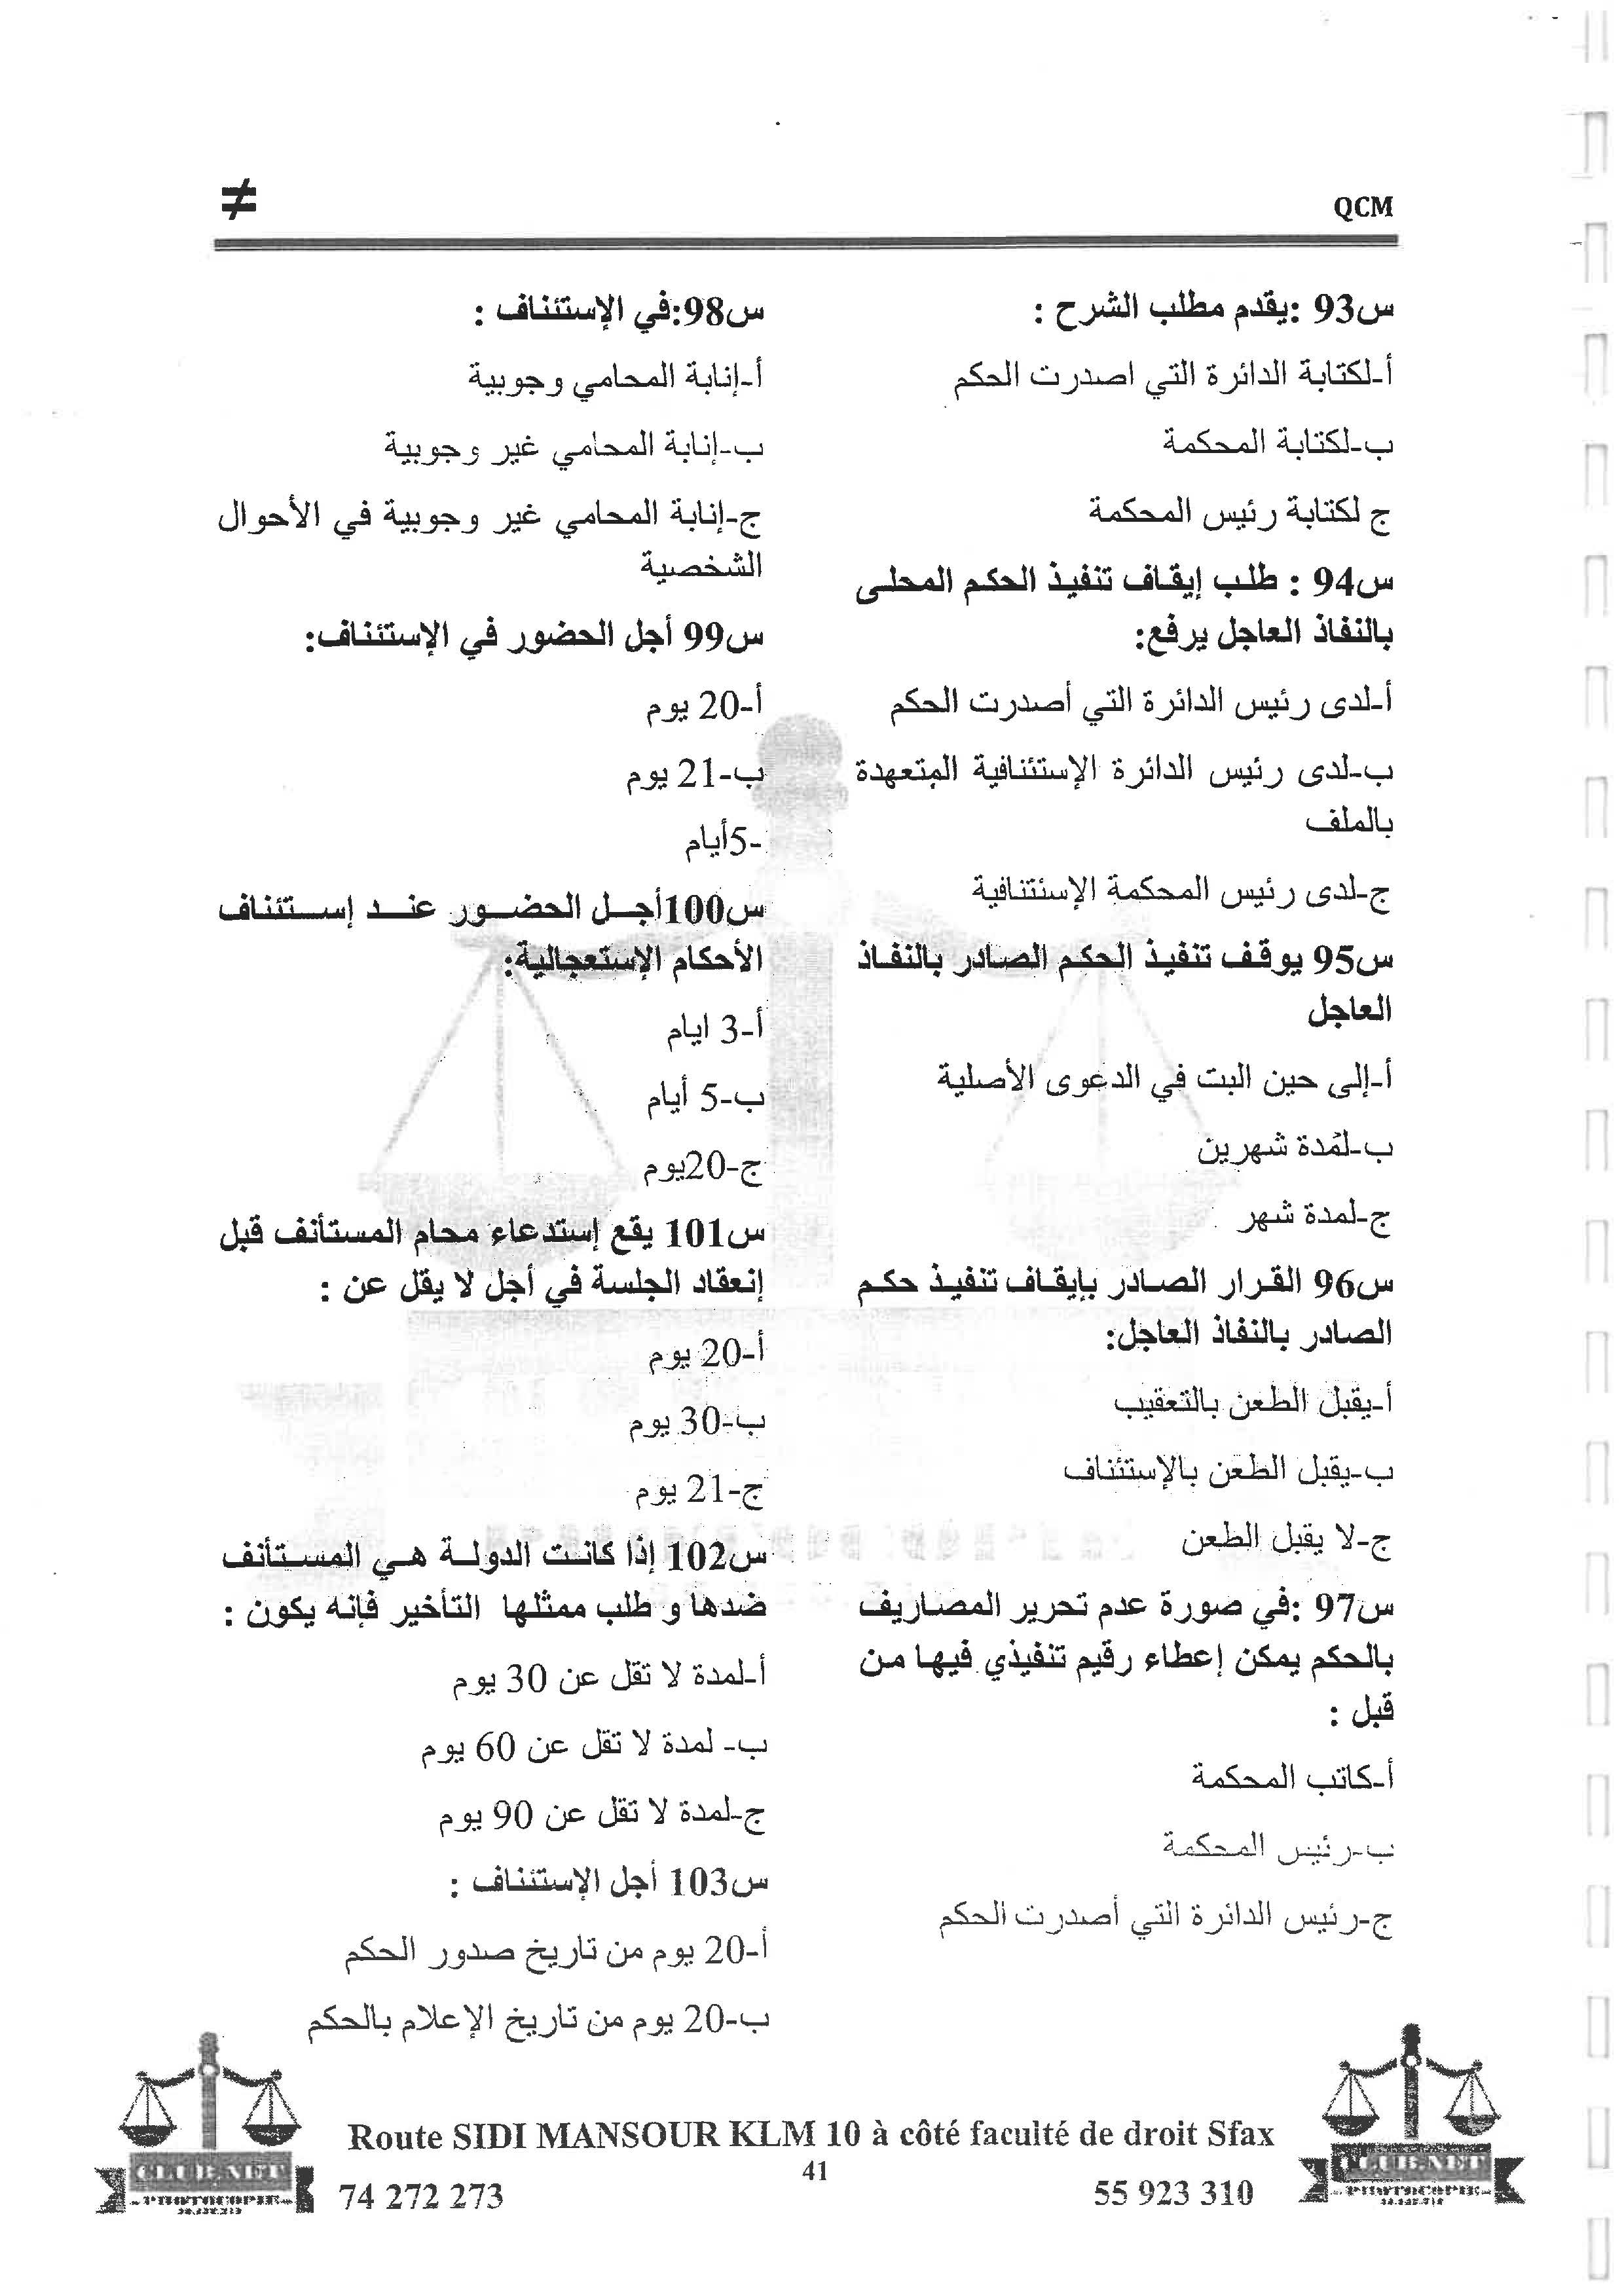 QCM
≠
س93 :يقدم مطلب الشرح :
أ-لكتابة الدائرة التي اصدرت الحكم
ب-لكتابة المحكمة
ج لكتابة رئيس المحكمة
س94 : طلب إيقاف تنفيذ الحكم المحلى
بالنفاذ العاجل يرفع:
أ-لدى رئيس الدائرة التي أصدرت الحكم
ب-لدى رئيس الدائرة الإستئنافية المتعهدة
بالملف
ج-لدى رئيس المحكمة الإستئنافية
س95 يوقف تنفيذ الحكم الصادر بالنفاذ
العاجل
أ-إلى حين البت في الدعوى الأصلية
ب-لمدة شهرين
ج-لمدة شهر
س96 القرار الصادر بإيقاف تنفيذ حكم
الصادر بالنفاذ العاجل:
أ-يقبل الطعن بالتعقيب
ب-يقبل الطعن بالإستئناف
ج-لا يقبل الطعن
س97 :في صورة عدم تحرير المصاريف
بالحكم يمكن إعطاء رقيم تنفيذي فيها من
قبل :
أ-كاتب المحكمة
ب-رئيس المحكمة
ج-رئيس الدائرة التي أصدرت الحكم
س98:في الإستئناف :
أ-إنابة المحامي وجوبية
ب-إنابة المحامي غير وجوبية
ج-إنابة المحامي غير وجوبية في الأحوال
الشخصية
س99 أجل الحضور في الإستئناف:
أ-20 يوم
ب-21 يوم
-5أيام
س100أجل الحضور عند إستئناف
الأحكام الإستعجالية:
أ-3 ايام
ب-5 أيام
ج-20يوم
س101 يقع إستدعاء محام المستأنف قبل
إنعقاد الجلسة في أجل لا يقل عن :
أ-20 يوم
ب-30 يوم
ج-21 يوم
س102 إذا كانت الدولة هي المستأنف
ضدها و طلب ممثلها التأخير فإنه يكون :
أ-لمدة لا تقل عن 30 يوم
ب- لمدة لا تقل عن 60 يوم
ج-لمدة لا تقل عن 90 يوم
س103 أجل الإستئناف :
أ-20 يوم من تاريخ صدور الحكم
ب-20 يوم من تاريخ الإعلام بالحكم
Route SIDI MANSOUR KLM 10 à côté faculté de droit Sfax
41
74 272 273
55 923 310
CLUB.NET
PHOTOCOPIE
CLUB.NET
PHOTOCOPIE